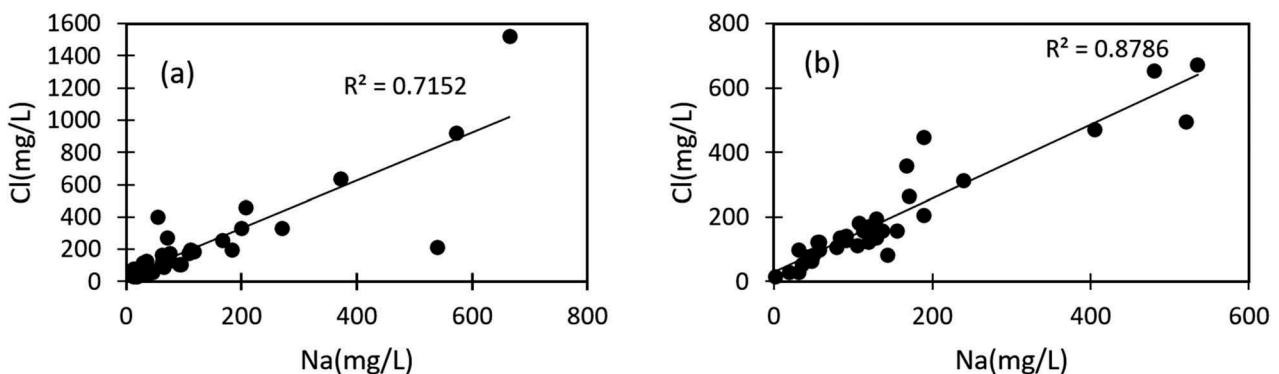 (a)
R² = 0.7152
Cl(mg/L)
1600
1400
1200
1000
800
600
400
200
0
0 200 400 600 800
Na(mg/L)
(b)
R² = 0.8786
Cl(mg/L)
800
600
400
200
0
0 200 400 600
Na(mg/L)